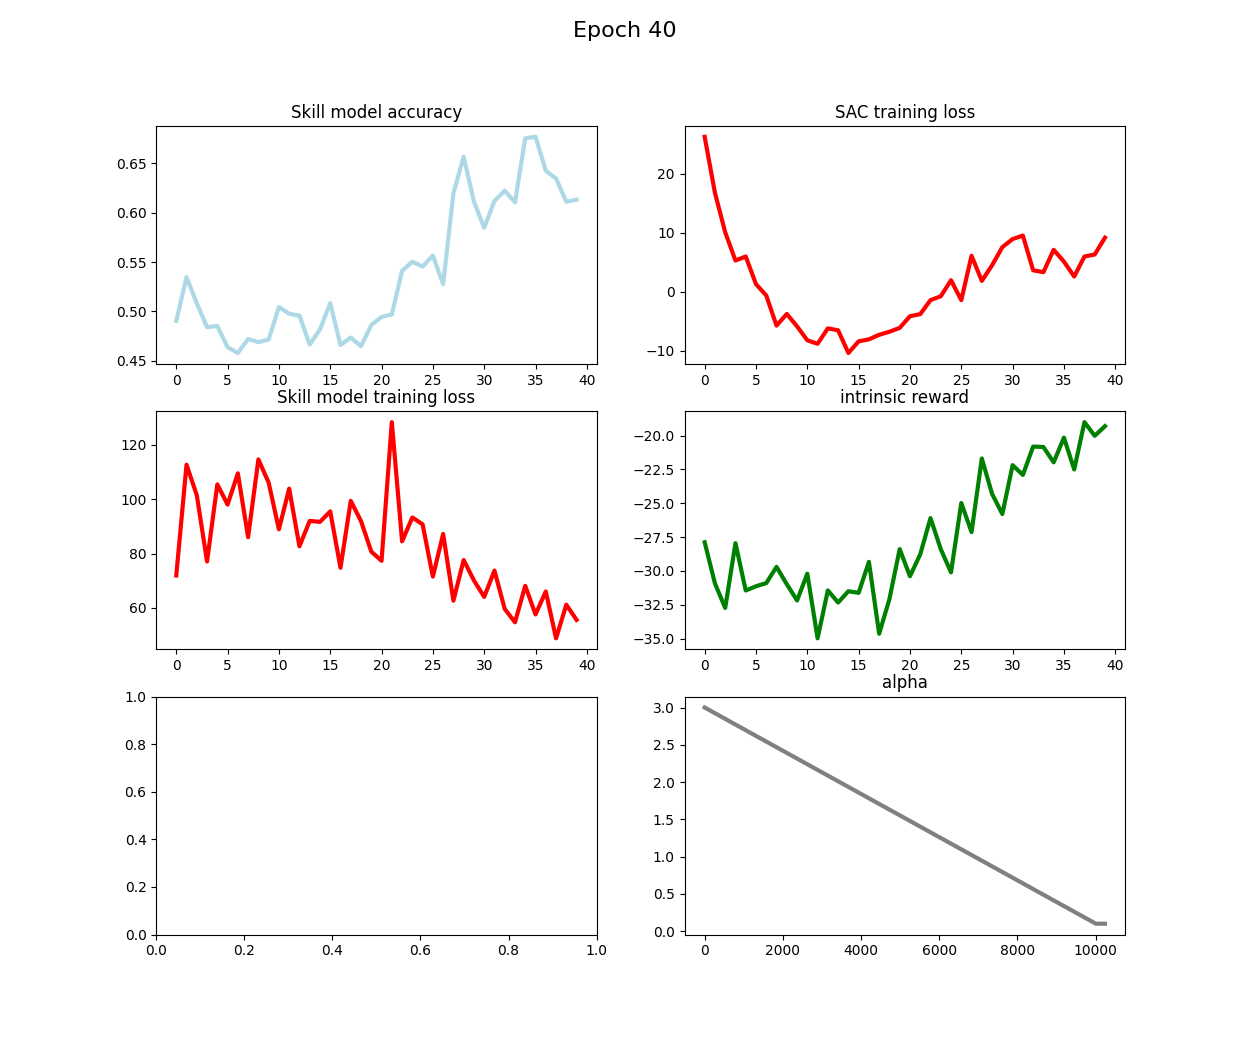 Epoch 40
Skill model accuracy
0.65
0.60
0.55
0.50
0.45
0 5 10 15 20 25 30 35 40
SAC training loss
20
10
0
−10
0 5 10 15 20 25 30 35 40
Skill model training loss
120
100
80
60
0 5 10 15 20 25 30 35 40
intrinsic reward
−20.0
−22.5
−25.0
−27.5
−30.0
−32.5
−35.0
0 5 10 15 20 25 30 35 40
1.0
0.8
0.6
0.4
0.2
0.0
0.0 0.2 0.4 0.6 0.8 1.0
alpha
3.0
2.5
2.0
1.5
1.0
0.5
0.0
0 2000 4000 6000 8000 10000